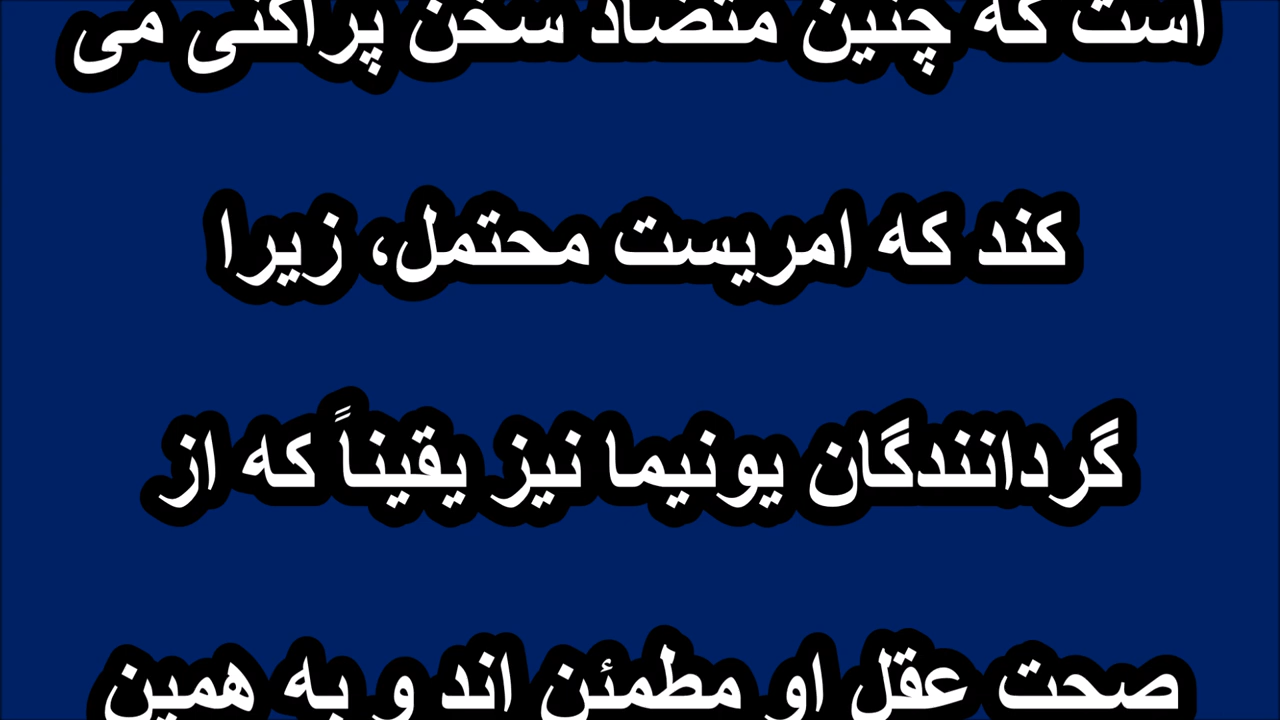 است که چنین متضاد سخن پراکنی می
کند که امریست محتمل، زیرا
گردانندگان یونیما نیز یقیناً که از
صحت عقل او مطمئن اند و به همین